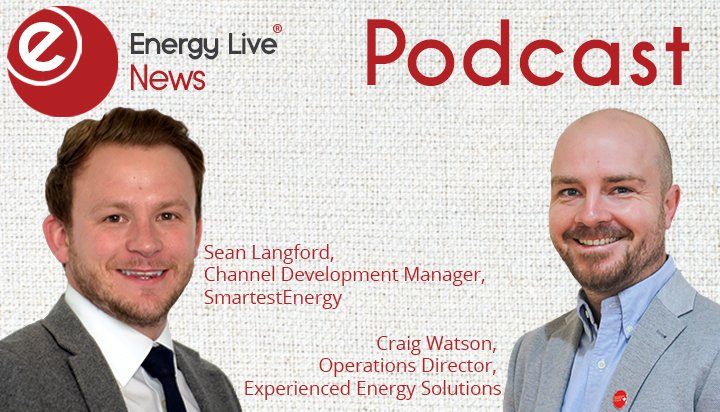 e
Energy Live®
News
Podcast
Sean Langford,
Channel Development Manager,
SmartestEnergy
Craig Watson,
Operations Director,
Experienced Energy Solutions